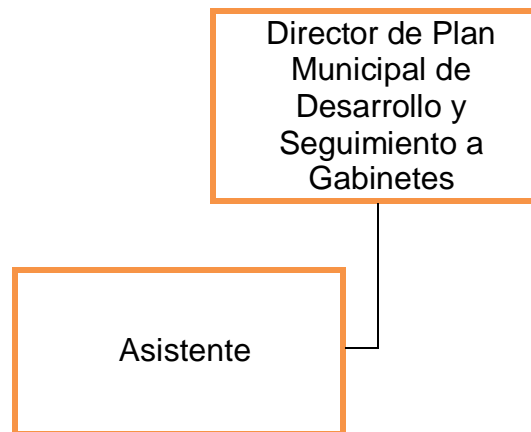 Director de Plan
Municipal de
Desarrollo y
Seguimiento a
Gabinetes
Asistente